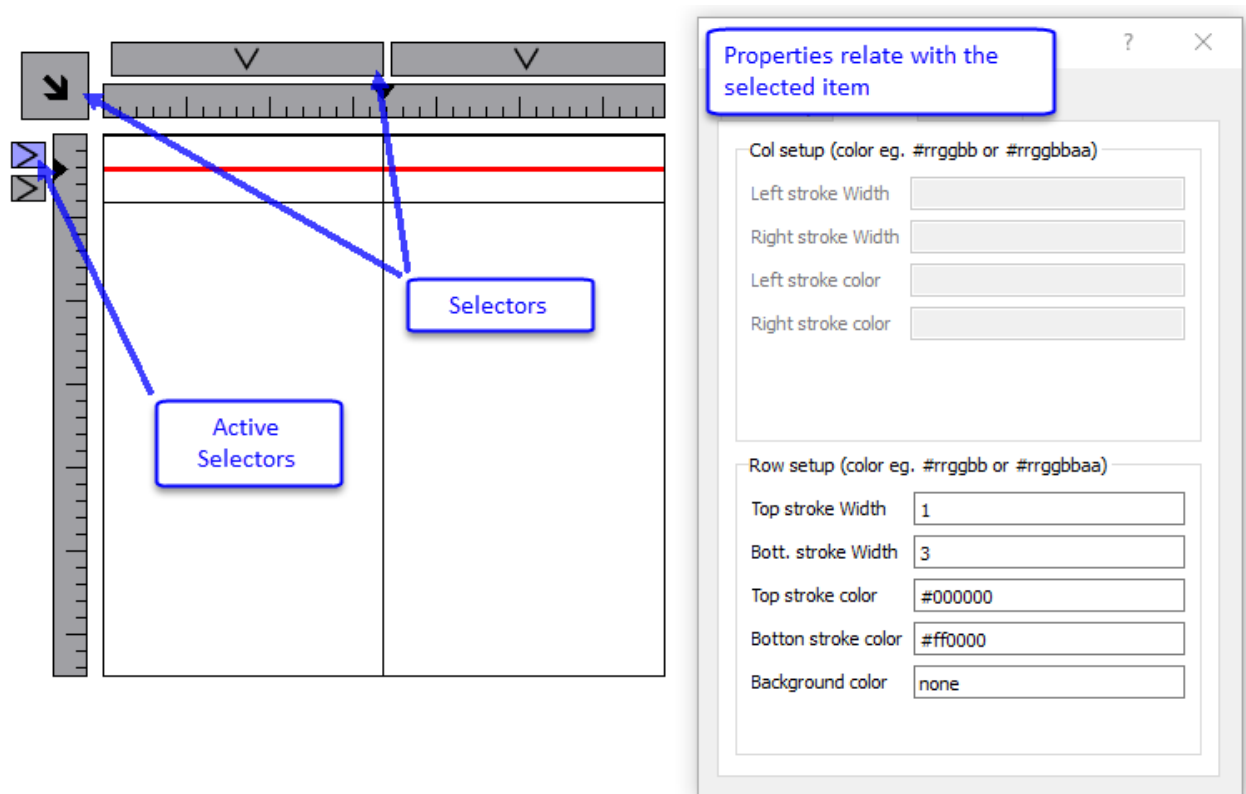 Properties relate with the
selected item
?
Selectors
Active
Selectors
Col setup (color eg. #rrggbb or #rrggbbaa)
Left stroke Width
Right stroke Width
Left stroke color
Right stroke color
Row setup (color eg. #rrggbb or #rrggbbaa)
Top stroke Width 1
Bott. stroke Width 3
Top stroke color #000000
Botton stroke color #ff0000
Background color none